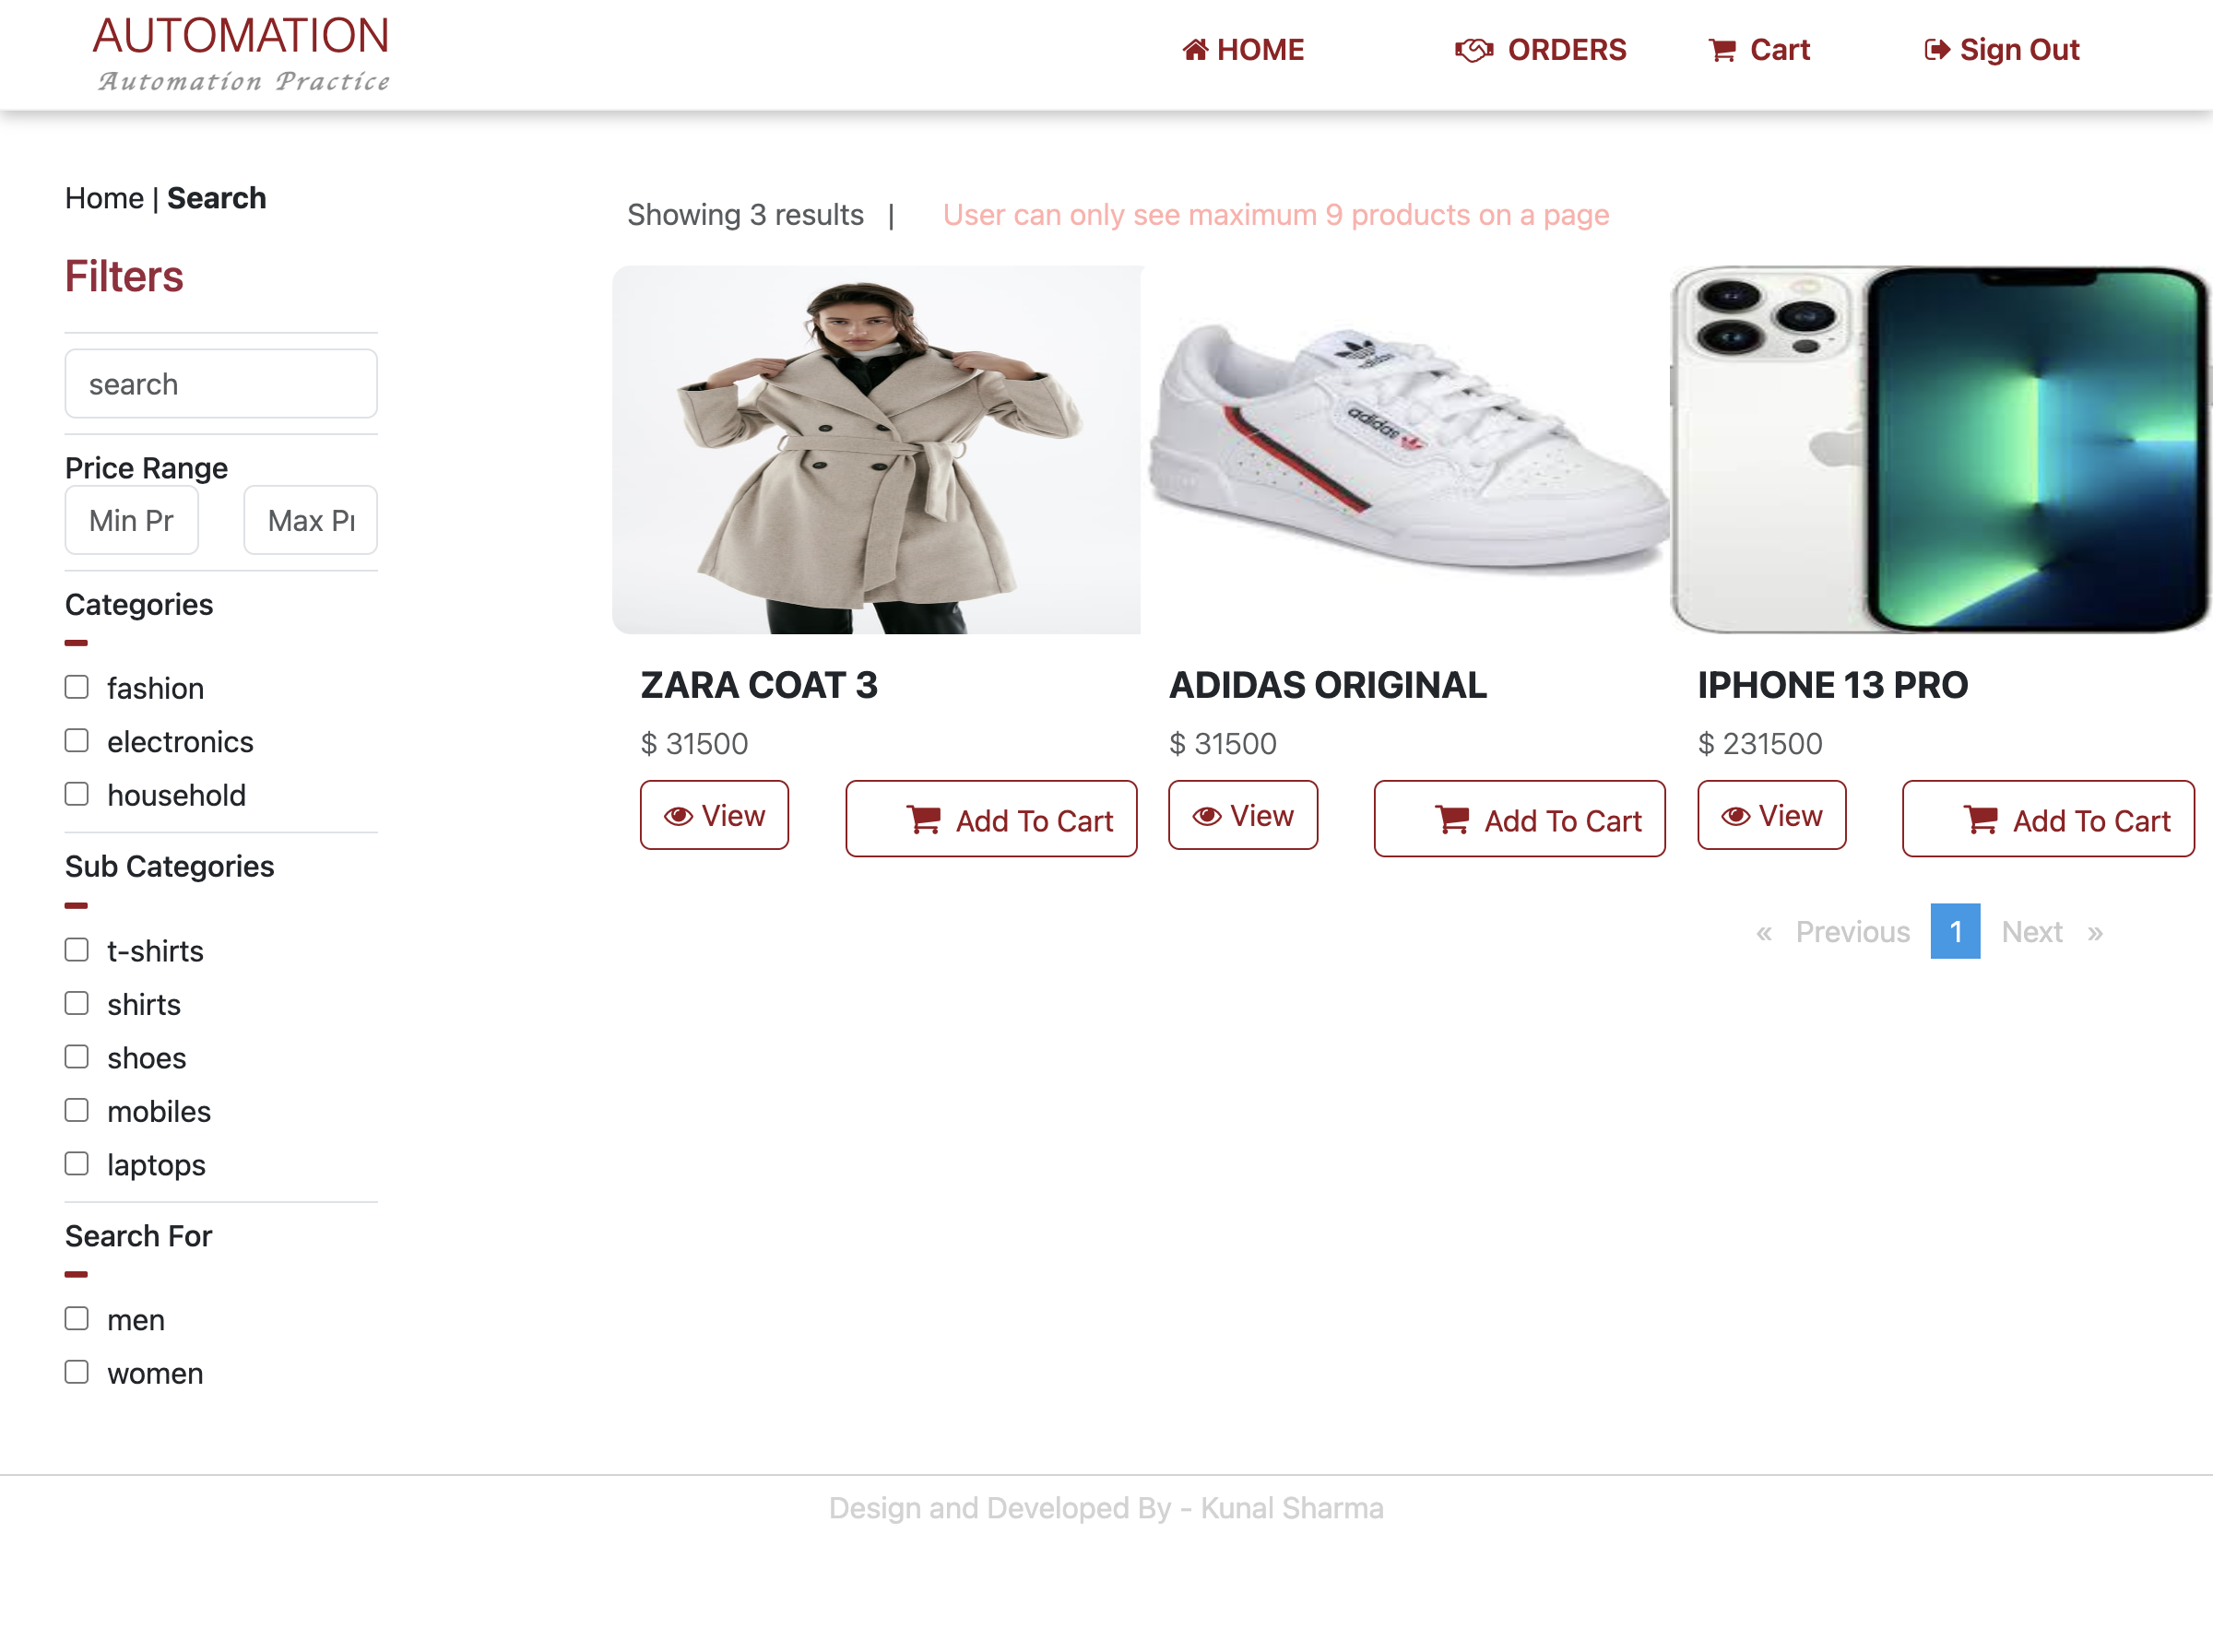 AUTOMATION
Automation Practice
HOME
ORDERS
Cart
Sign Out
Home | Search
Filters
search
Price Range
Min Pr
Max Pr
Categories
fashion
electronics
household
Sub Categories
t-shirts
shirts
shoes
mobiles
laptops
Search For
men
women
Showing 3 results |
User can only see maximum 9 products on a page
adidas
adidas
ZARA COAT 3
$ 31500
View
Add To Cart
ADIDAS ORIGINAL
$ 31500
View
Add To Cart
IPHONE 13 PRO
$ 231500
View
Add To Cart
« Previous 1 Next »
Design and Developed By - Kunal Sharma